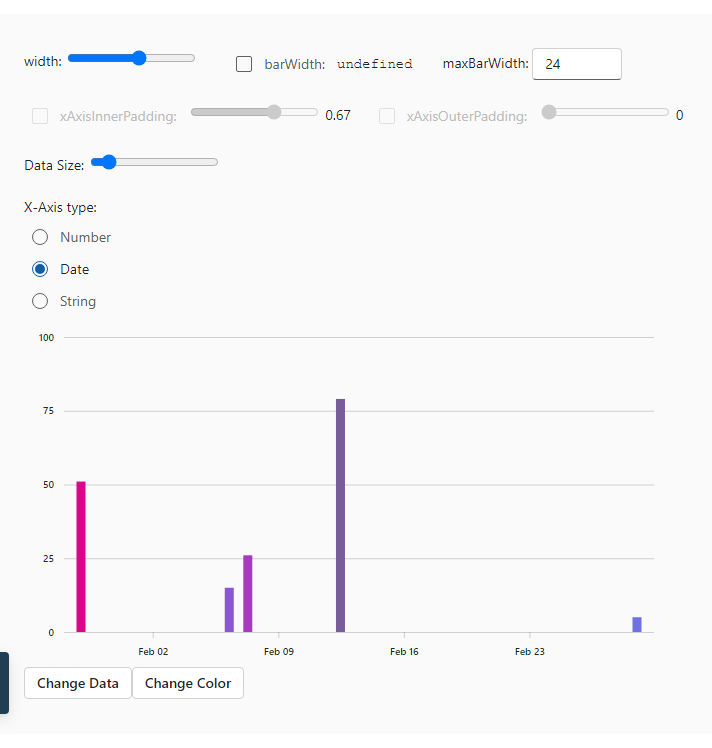 width: barWidth: undefined maxBarWidth: 24
xAxisInnerPadding: 0.67 xAxisOuterPadding: 0
Data Size:
X-Axis type:
Number
Date
String
100
75
50
25
0
Feb 02 Feb 09 Feb 16 Feb 23
Change Data Change Color